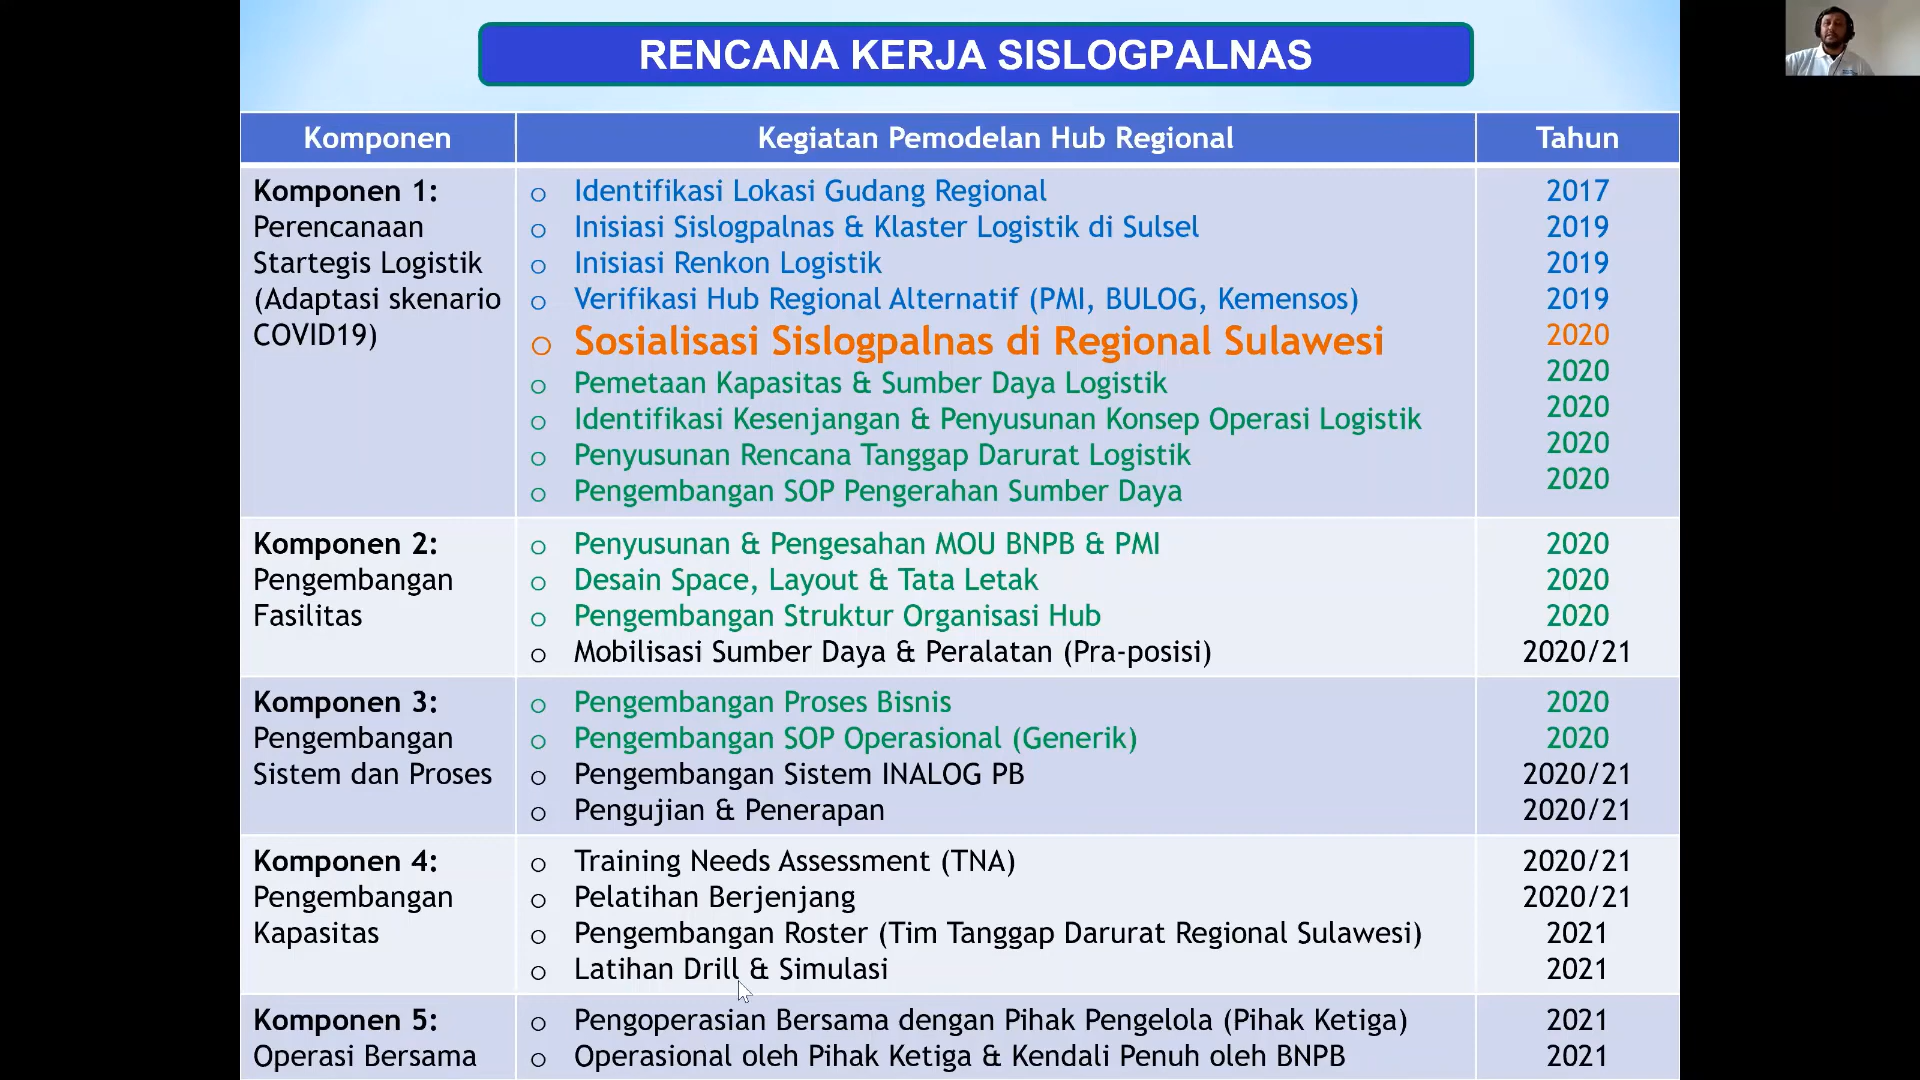 RENCANA KERJA SISLOGPALNAS
Komponen Kegiatan Pemodelan Hub Regional Tahun
Komponen 1:
Perencanaan
Startegis Logistik
(Adaptasi skenario
COVID19)
o Identifikasi Lokasi Gudang Regional 2017
o Inisiasi Sislogpalnas & Klaster Logistik di Sulsel 2019
o Inisiasi Renkon Logistik 2019
o Verifikasi Hub Regional Alternatif (PMI, BULOG, Kemensos) 2019
o Sosialisasi Sislogpalnas di Regional Sulawesi 2020
o Pemetaan Kapasitas & Sumber Daya Logistik 2020
o Identifikasi Kesenjangan & Penyusunan Konsep Operasi Logistik 2020
o Penyusunan Rencana Tanggap Darurat Logistik 2020
o Pengembangan SOP Pengerahan Sumber Daya 2020
Komponen 2:
Pengembangan
Fasilitas
o Penyusunan & Pengesahan MOU BNPB & PMI 2020
o Desain Space, Layout & Tata Letak 2020
o Pengembangan Struktur Organisasi Hub 2020
o Mobilisasi Sumber Daya & Peralatan (Pra-posisi) 2020/21
Komponen 3:
Pengembangan
Sistem dan Proses
o Pengembangan Proses Bisnis 2020
o Pengembangan SOP Operasional (Generik) 2020
o Pengembangan Sistem INALOG PB 2020/21
o Pengujian & Penerapan 2020/21
Komponen 4:
Pengembangan
Kapasitas
o Training Needs Assessment (TNA) 2020/21
o Pelatihan Berjenjang 2020/21
o Pengembangan Roster (Tim Tanggap Darurat Regional Sulawesi) 2021
o Latihan Drill & Simulasi 2021
Komponen 5:
Operasi Bersama
o Pengoperasian Bersama dengan Pihak Pengelola (Pihak Ketiga) 2021
o Operasional oleh Pihak Ketiga & Kendali Penuh oleh BNPB 2021